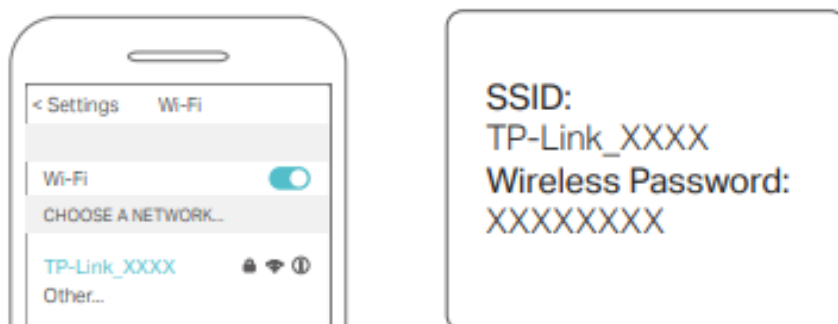 < Settings Wi-Fi
Wi-Fi
CHOOSE A NETWORK...
TP-Link_XXXX
Other...
SSID:
TP-Link_XXXX
Wireless Password:
XXXXXXXX